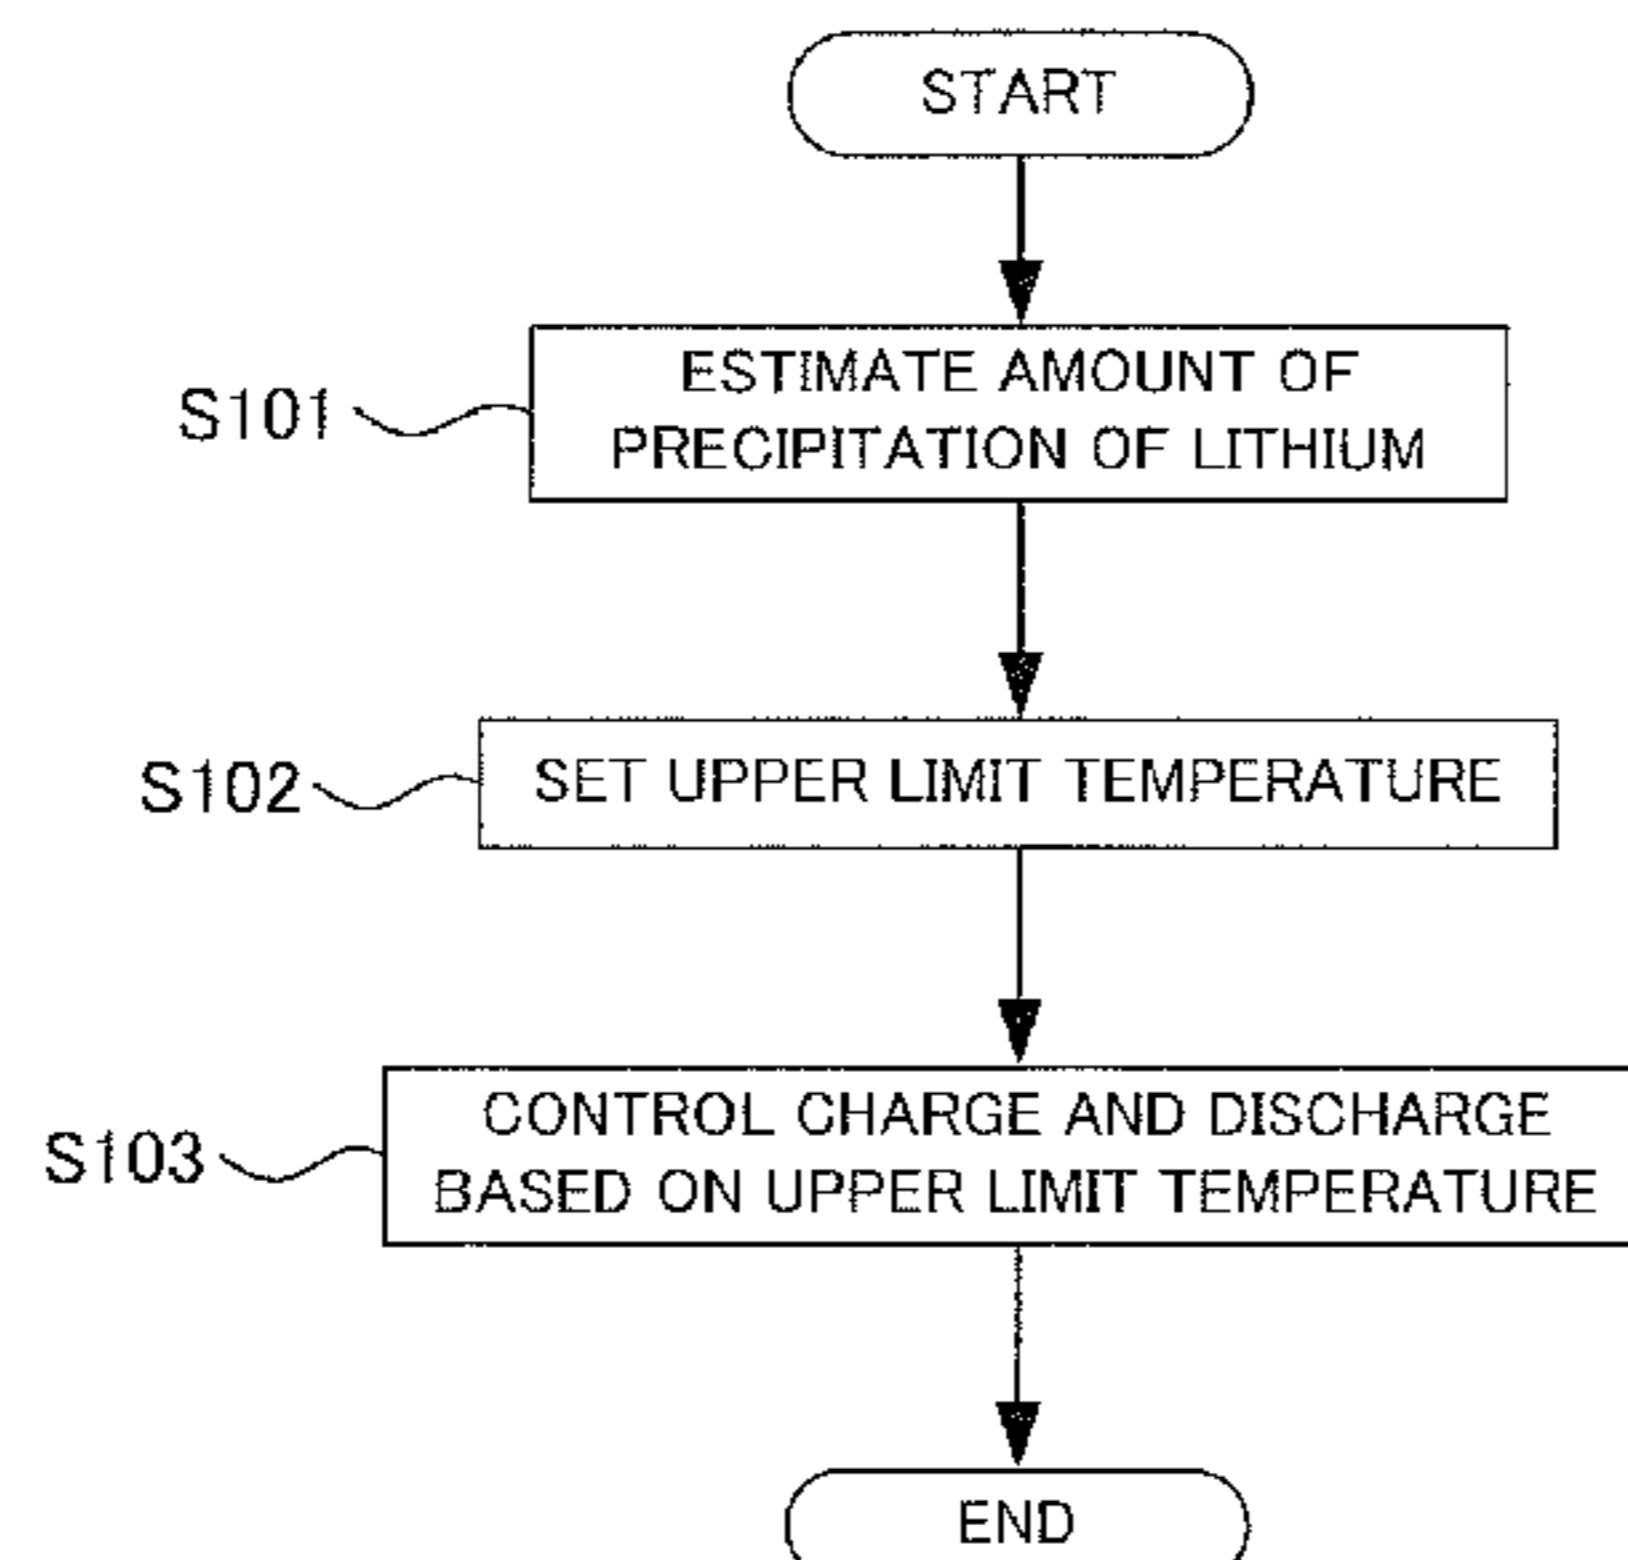 START
S101
ESTIMATE AMOUNT OF
PRECIPITATION OF LITHIUM
S102
SET UPPER LIMIT TEMPERATURE
S103
CONTROL CHARGE AND DISCHARGE
BASED ON UPPER LIMIT TEMPERATURE
END